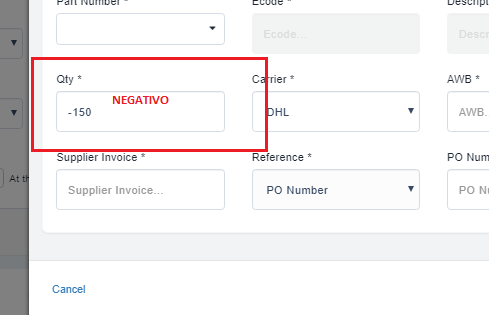 Part Number *
Ecode *
Descript
Ecode...
Descr
Qty *
Carrier *
AWB *
-150
NEGATIVO
DHL
AWB.
Supplier Invoice *
Reference *
PO Num
Supplier Invoice...
PO Number
PO N
At th
Cancel